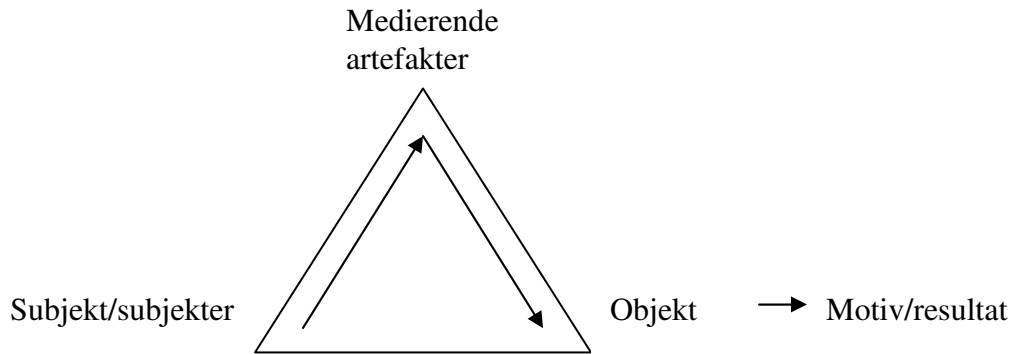 Medierende
artefakter
Subjekt/subjekter
Objekt
Motiv/resultat